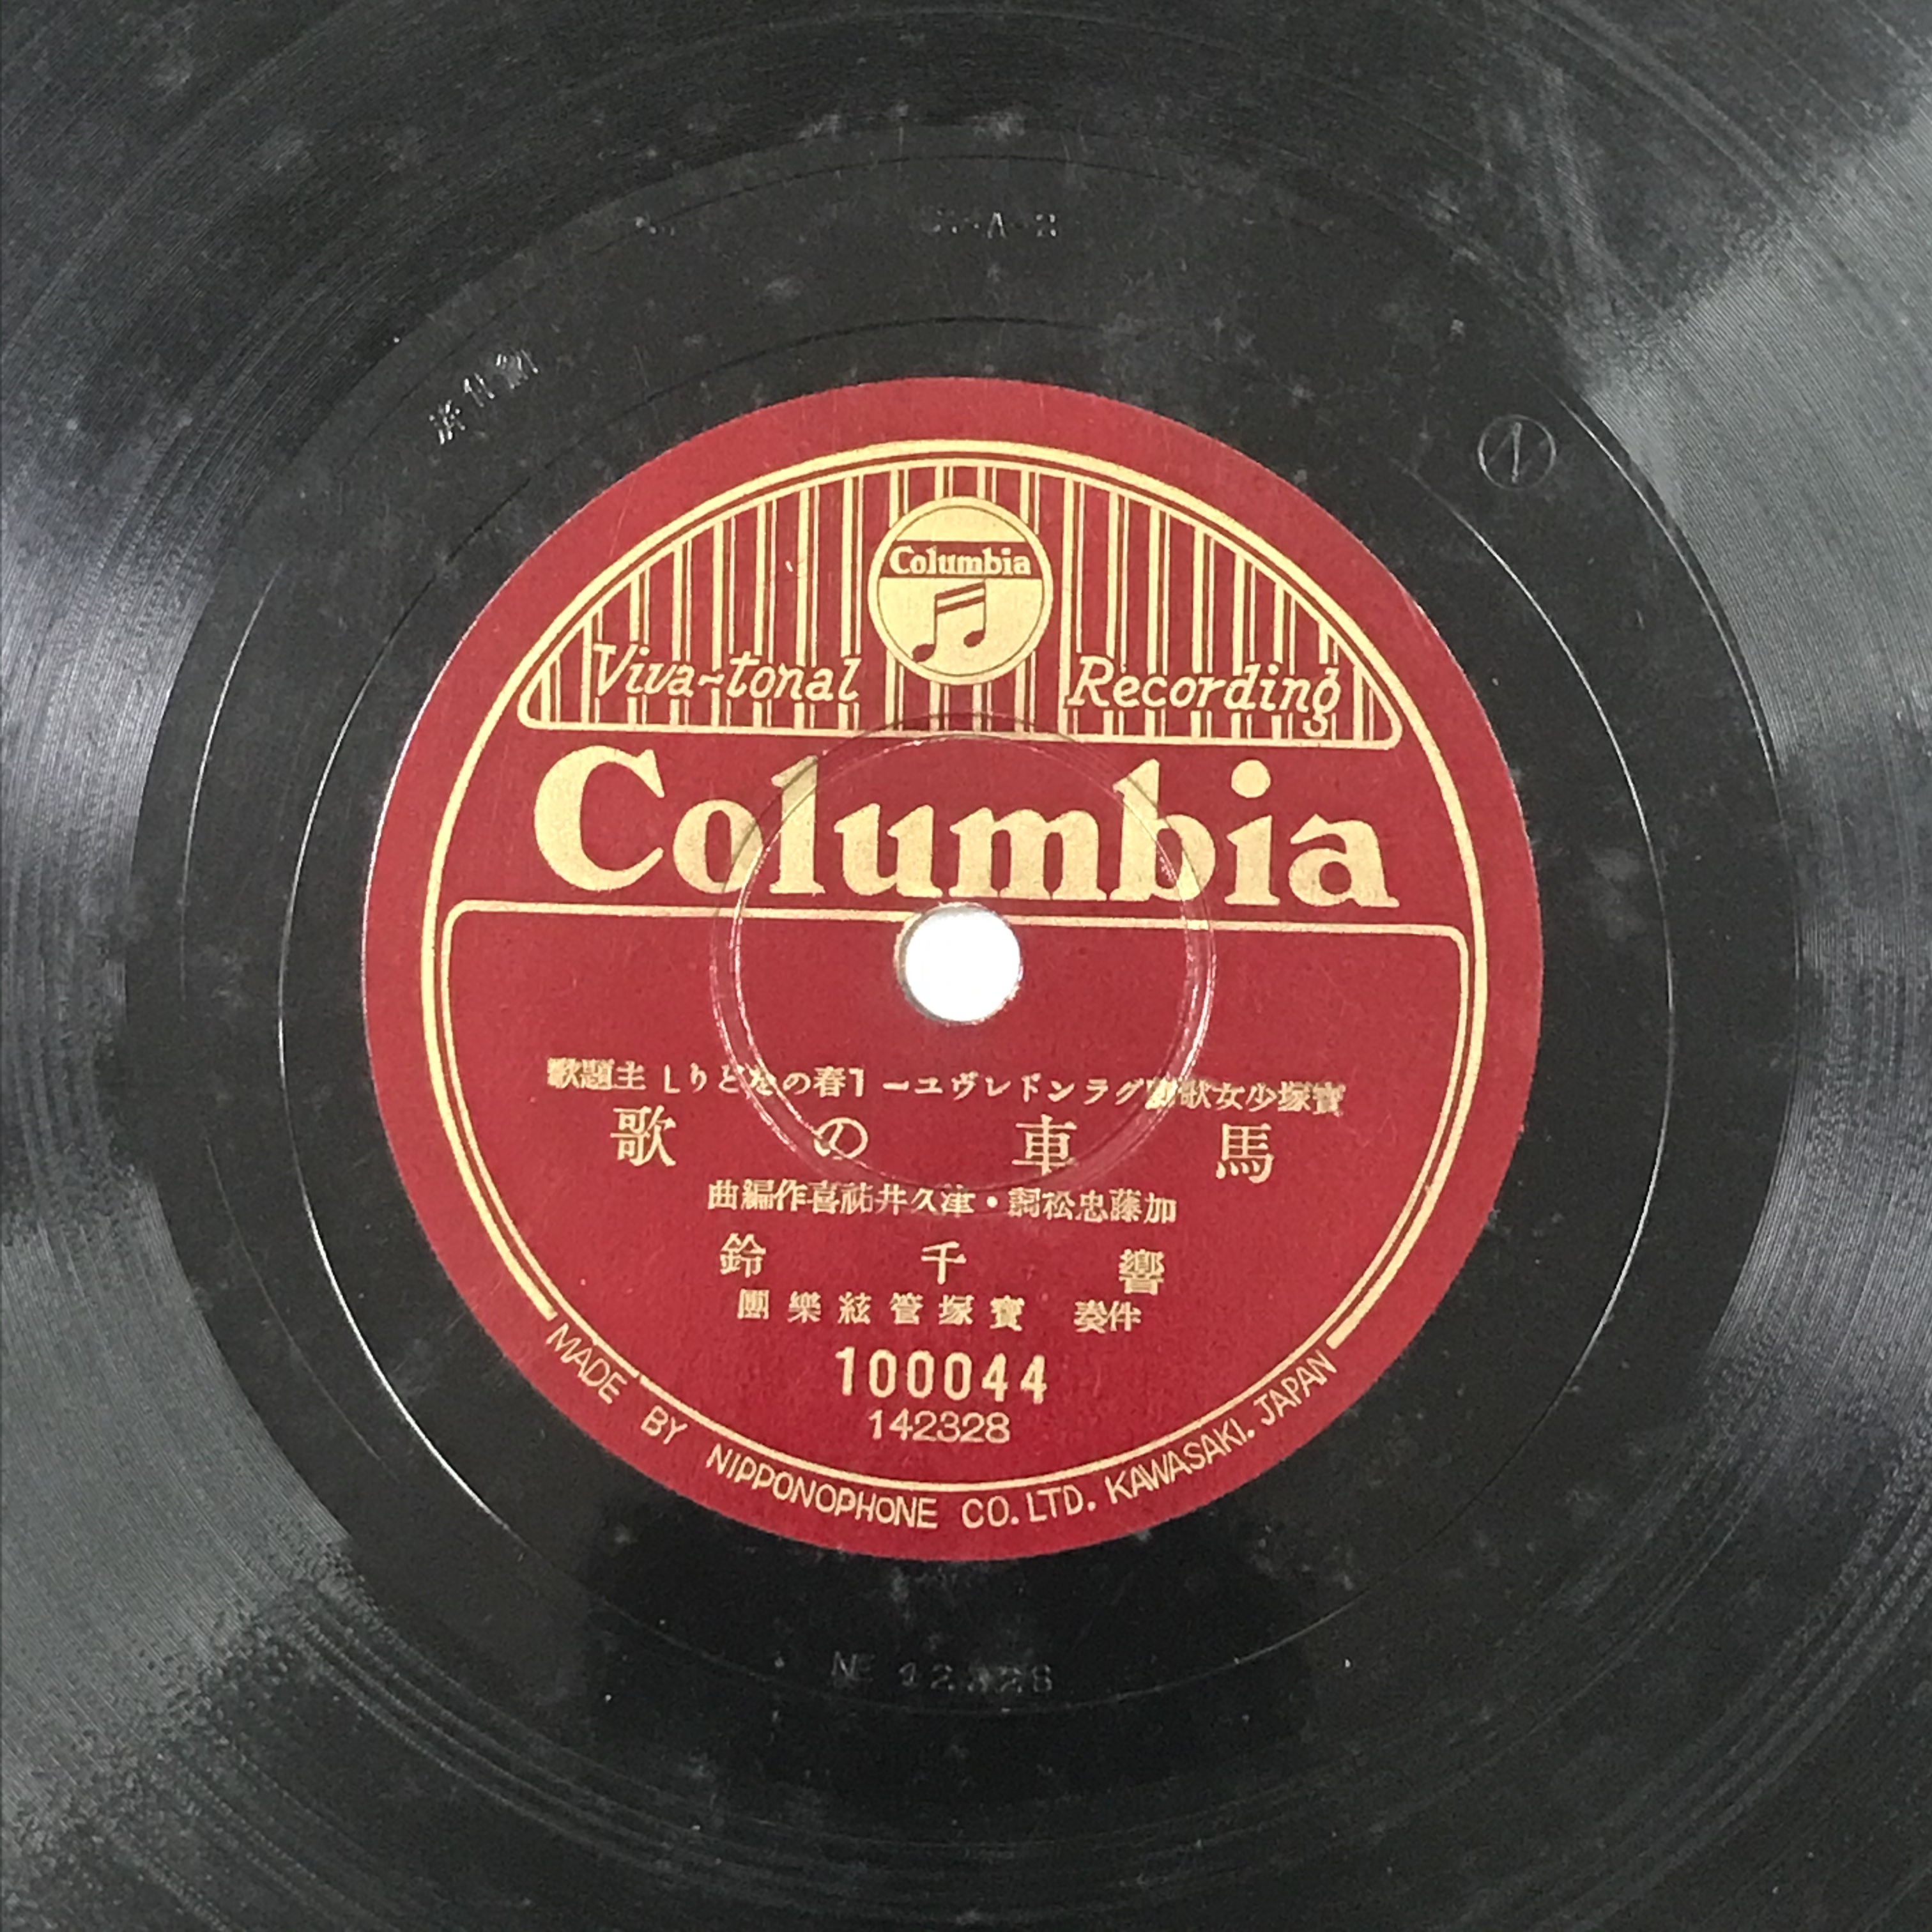 Columbia
Viva-tonal Recording
Columbia
寶塚少女歌劇グランドレヴユー「春のをどり」主題歌
馬車の歌
加藤忠松詞・津久井祐喜作編曲
響千鈴
伴奏 寶塚管絃樂團
100044
142328
MADE BY NIPPONOPHONE CO. LTD. KAWASAKI. JAPAN